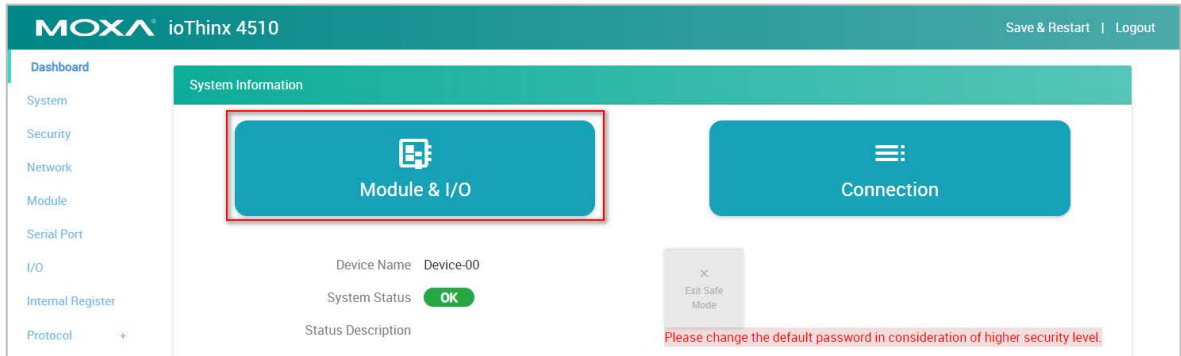 MOXA ioThinx 4510
Save & Restart | Logout
Dashboard
System
Security
Network
Module
Serial Port
I/O
Internal Register
Protocol +
System Information
Module & I/O
Connection
Device Name Device-00
System Status OK
Status Description
Exit Safe
Mode
Please change the default password in consideration of higher security level.